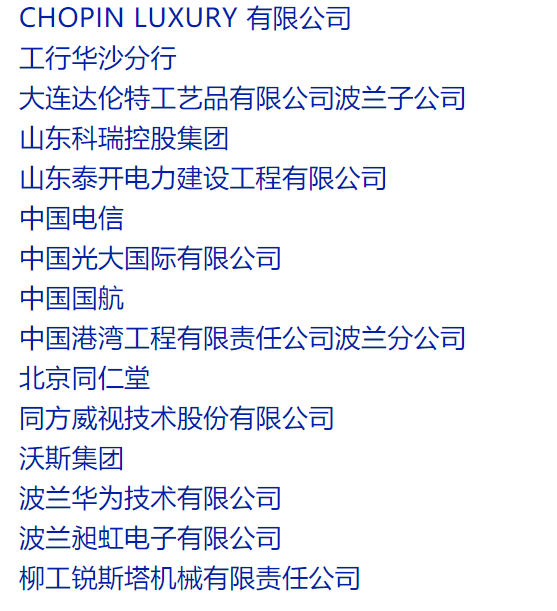 CHOPIN LUXURY 有限公司
工行华沙分行
大连达伦特工艺品有限公司波兰子公司
山东科瑞控股集团
山东泰开电力建设工程有限公司
中国电信
中国光大国际有限公司
中国国航
中国港湾工程有限责任公司波兰分公司
北京同仁堂
同方威视技术股份有限公司
沃斯集团
波兰华为技术有限公司
波兰昶虹电子有限公司
柳工锐斯塔机械有限责任公司